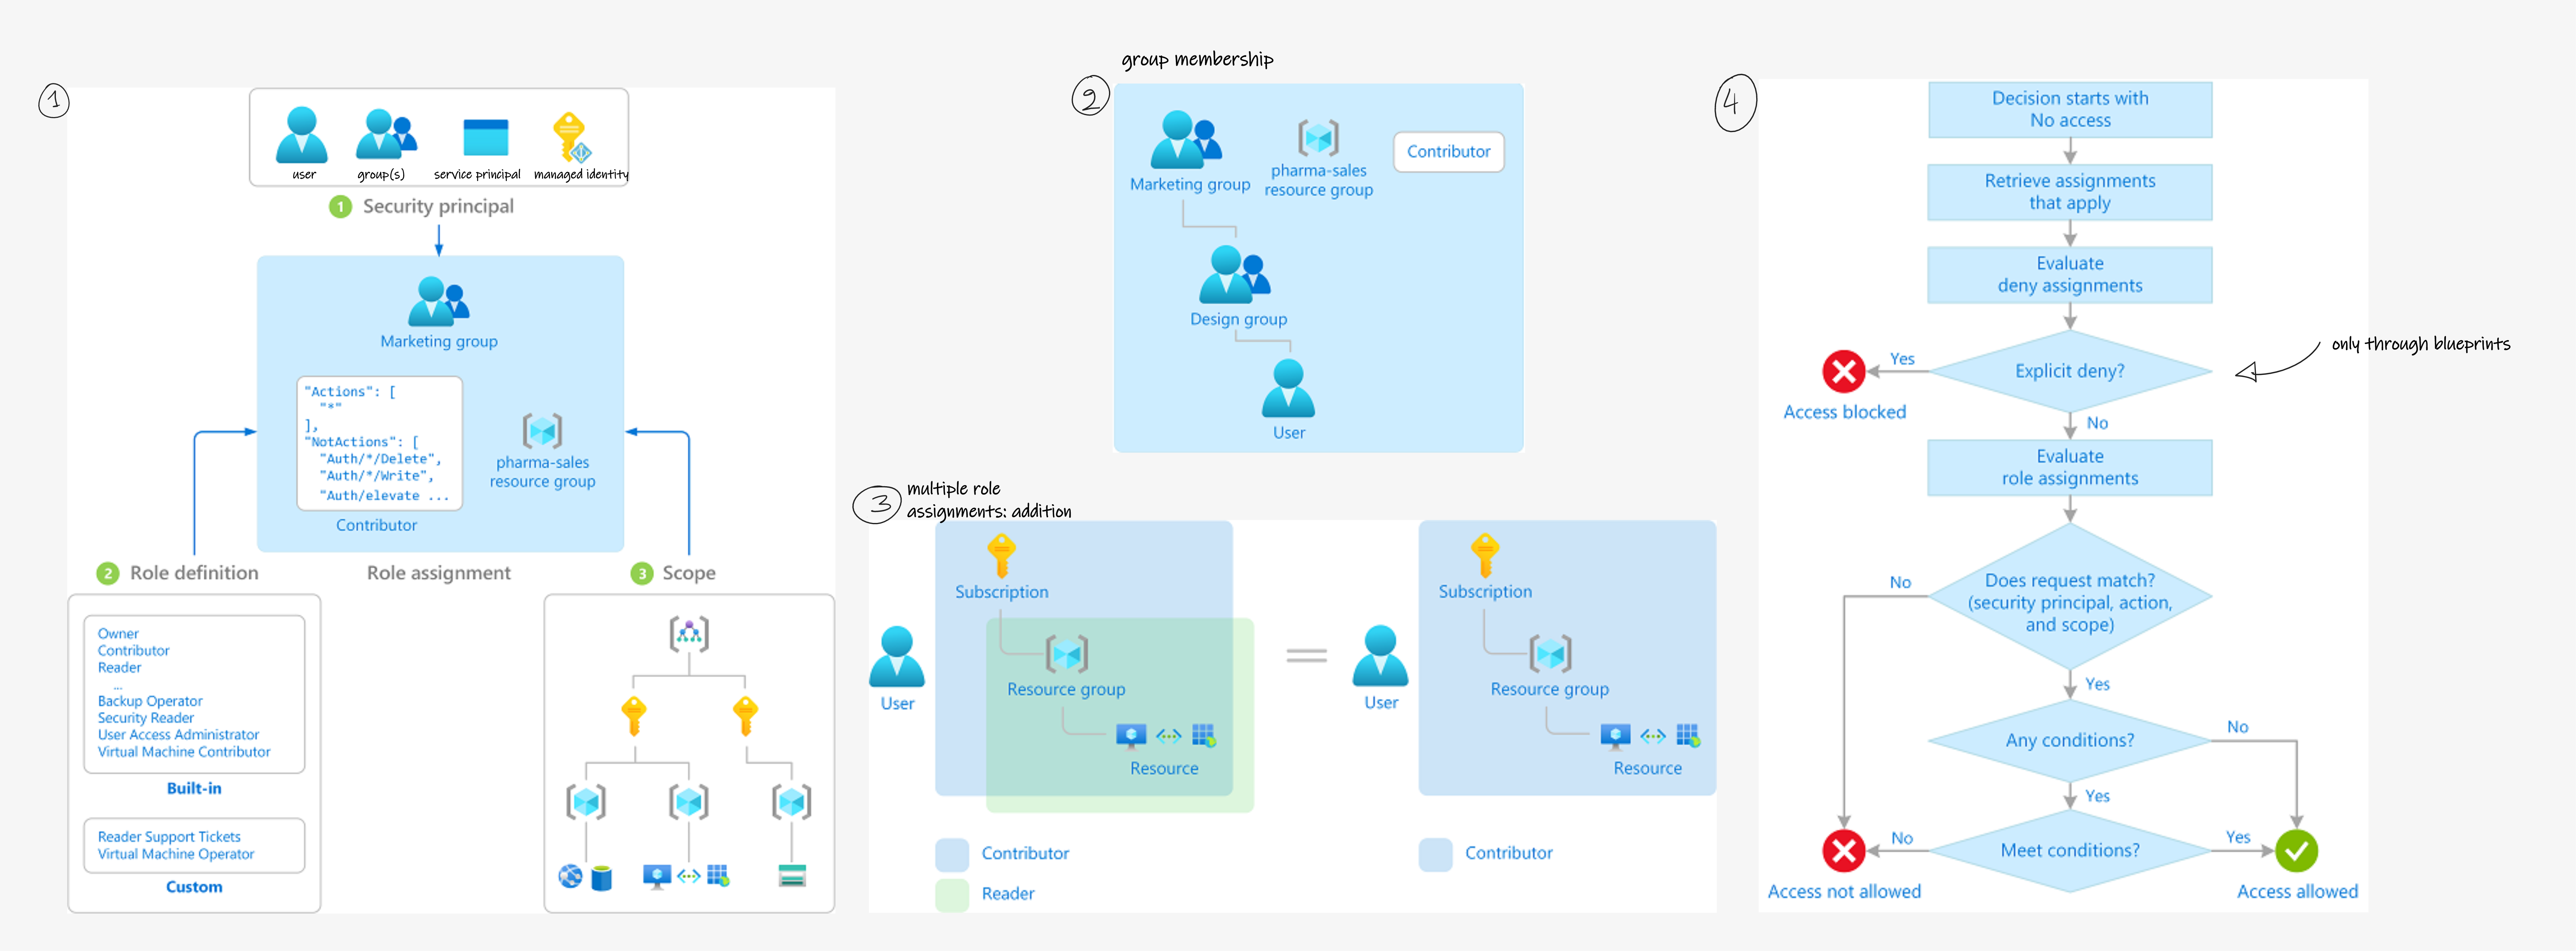 1
user
group(s)
service principal
managed identity
1 Security principal
Marketing group
"Actions": [
"*"
],
"NotActions": [
"Auth/*/Delete",
"Auth/*/Write",
"Auth/elevate ...
Contributor
pharma-sales
resource group
2 Role definition
Role assignment
3 Scope
Owner
Contributor
Reader
...
Backup Operator
Security Reader
User Access Administrator
Virtual Machine Contributor
Built-in
Reader Support Tickets
Virtual Machine Operator
Custom
group membership
2
Marketing group
pharma-sales
resource group
Contributor
Design group
User
3
multiple role
assignments: addition
Subscription
Resource group
Resource
User
Contributor
Reader
=
User
Subscription
Resource group
Resource
Contributor
4
Decision starts with
No access
Retrieve assignments
that apply
Evaluate
deny assignments
Explicit deny?
only through blueprints
Yes
Access blocked
No
Evaluate
role assignments
Does request match?
(security principal, action,
and scope)
No
Yes
Any conditions?
No
Yes
Meet conditions?
No
Yes
Access not allowed
Access allowed